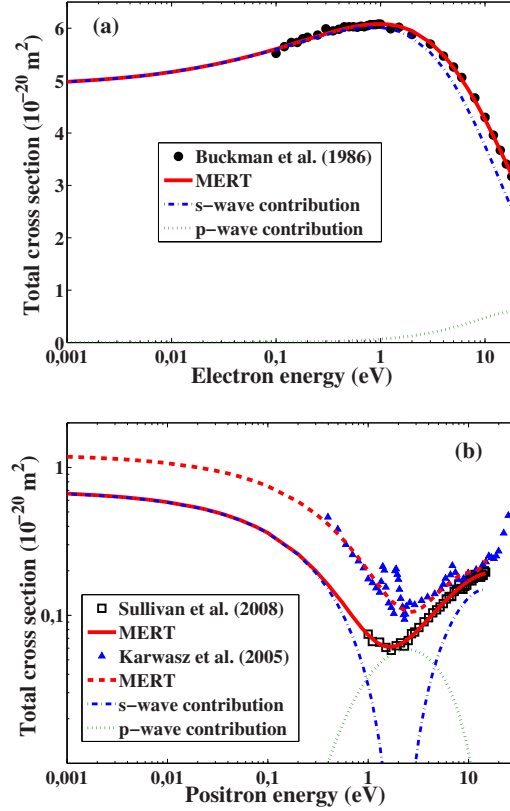 (a)
Total cross section (10⁻²⁰ m²)
6
5
4
3
2
1
0
Buckman et al. (1986)
MERT
s−wave contribution
p−wave contribution
0,001
0,01
0,1
1
10
Electron energy (eV)
(b)
Total cross section (10⁻²⁰ m²)
1
0,1
Sullivan et al. (2008)
MERT
Karwasz et al. (2005)
MERT
s−wave contribution
p−wave contribution
0,001
0,01
0,1
1
10
Positron energy (eV)